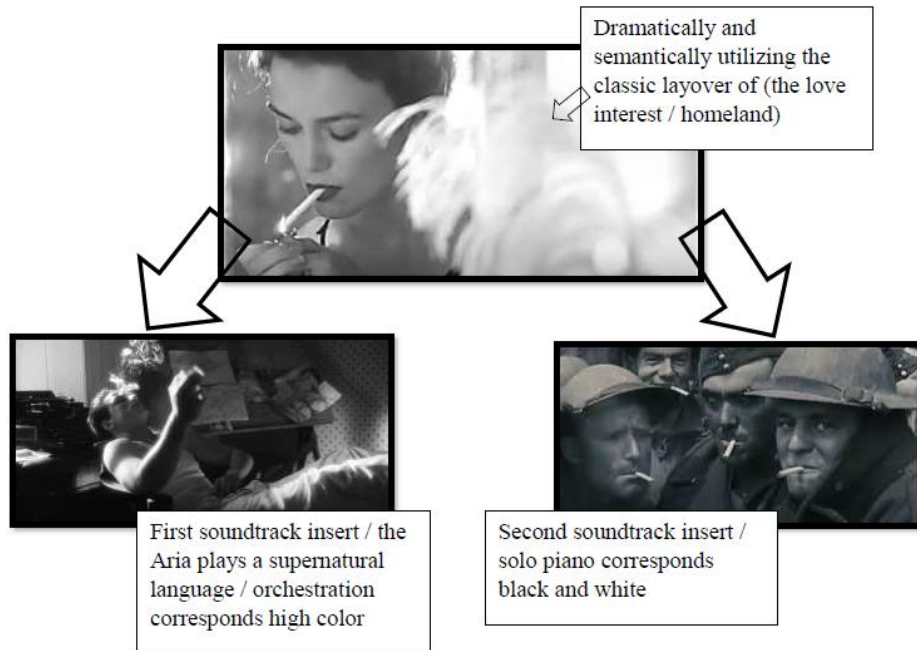 Dramatically and
semantically utilizing the
classic layover of (the love
interest / homeland)
First soundtrack insert / the
Aria plays a supernatural
language / orchestration
corresponds high color
Second soundtrack insert /
solo piano corresponds
black and white